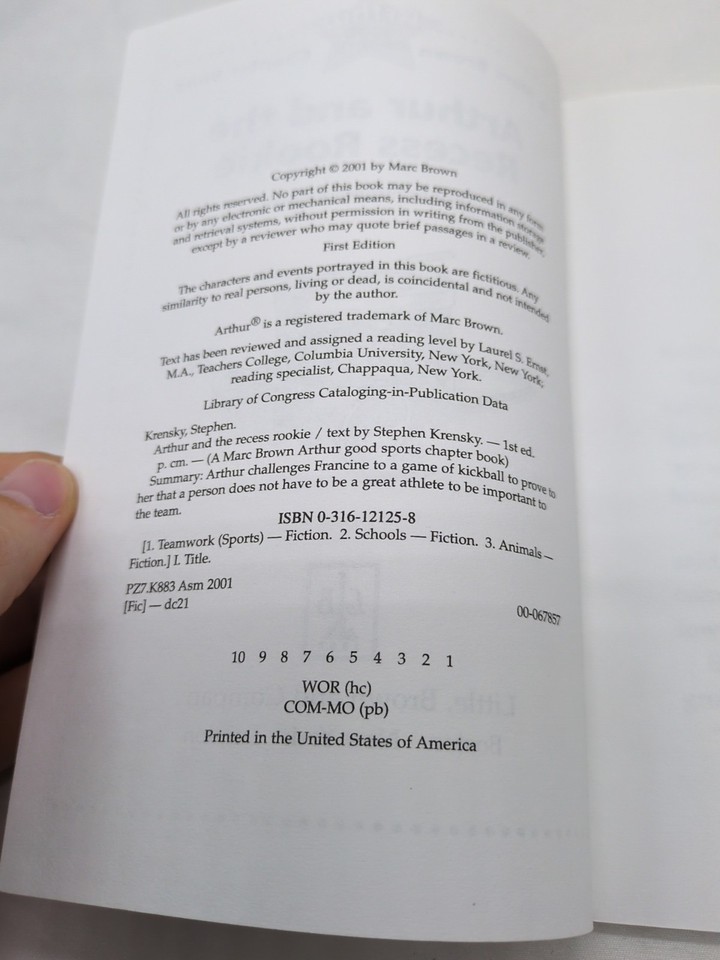 Copyright © 2001 by Marc Brown
All rights reserved. No part of this book may be reproduced in any form
or by any electronic or mechanical means, including information storage
and retrieval systems, without permission in writing from the publisher,
except by a reviewer who may quote brief passages in a review.
First Edition
The characters and events portrayed in this book are fictitious. Any
similarity to real persons, living or dead, is coincidental and not intended
by the author.
Arthur® is a registered trademark of Marc Brown.
Text has been reviewed and assigned a reading level by Laurel S. Ernst,
M.A., Teachers College, Columbia University, New York, New York;
reading specialist, Chappaqua, New York.
Library of Congress Cataloging-in-Publication Data
Krensky, Stephen.
Arthur and the recess rookie / text by Stephen Krensky. — 1st ed.
p. cm. — (A Marc Brown Arthur good sports chapter book)
Summary: Arthur challenges Francine to a game of kickball to prove to
her that a person does not have to be a great athlete to be important to
the team.
ISBN 0-316-12125-8
[1. Teamwork (Sports) — Fiction. 2. Schools — Fiction. 3. Animals —
Fiction.] I. Title.
PZ7.K883 Asm 2001
[Fic] — dc21
00-067857
10 9 8 7 6 5 4 3 2 1
WOR (hc)
COM-MO (pb)
Printed in the United States of America